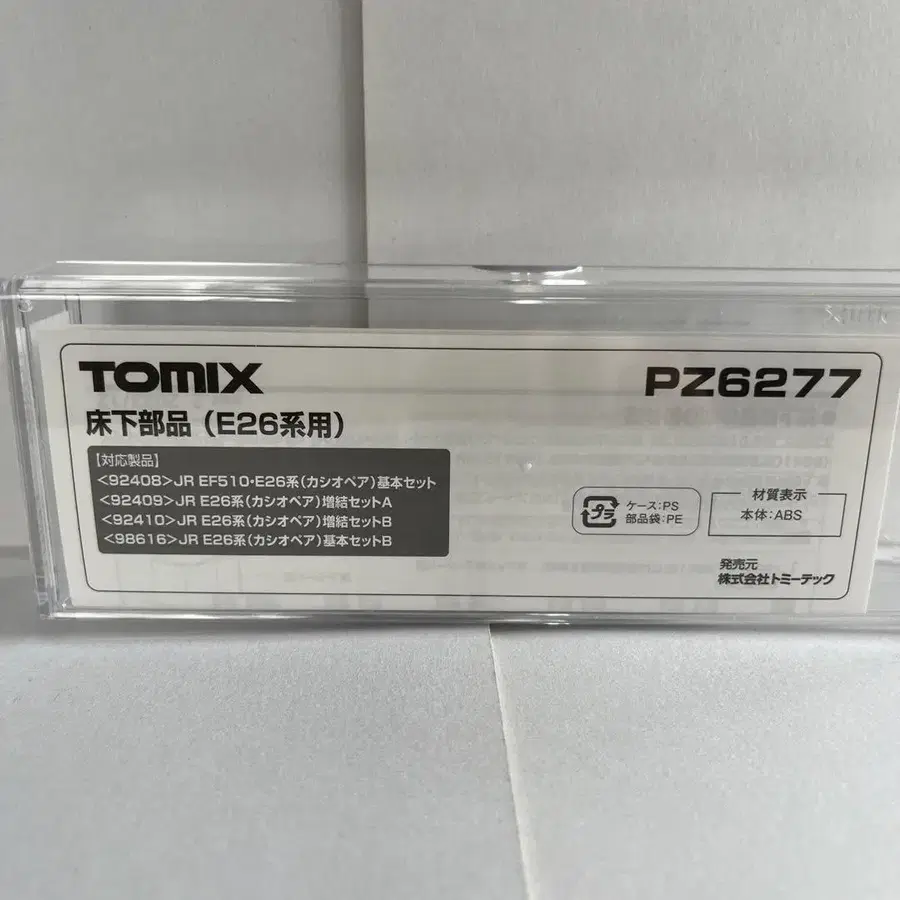 TOMIX
PZ6277
床下部品(E26系用)
【対応製品】
<92408>JR EF510・E26系(カシオペア)基本セット
<92409>JR E26系(カシオペア)増結セットA
<92410>JR E26系(カシオペア)増結セットB
<98616>JR E26系(カシオペア)基本セットB
プラ
ケース:PS
部品袋:PE
材質表示
本体:ABS
発売元
株式会社トミーテック